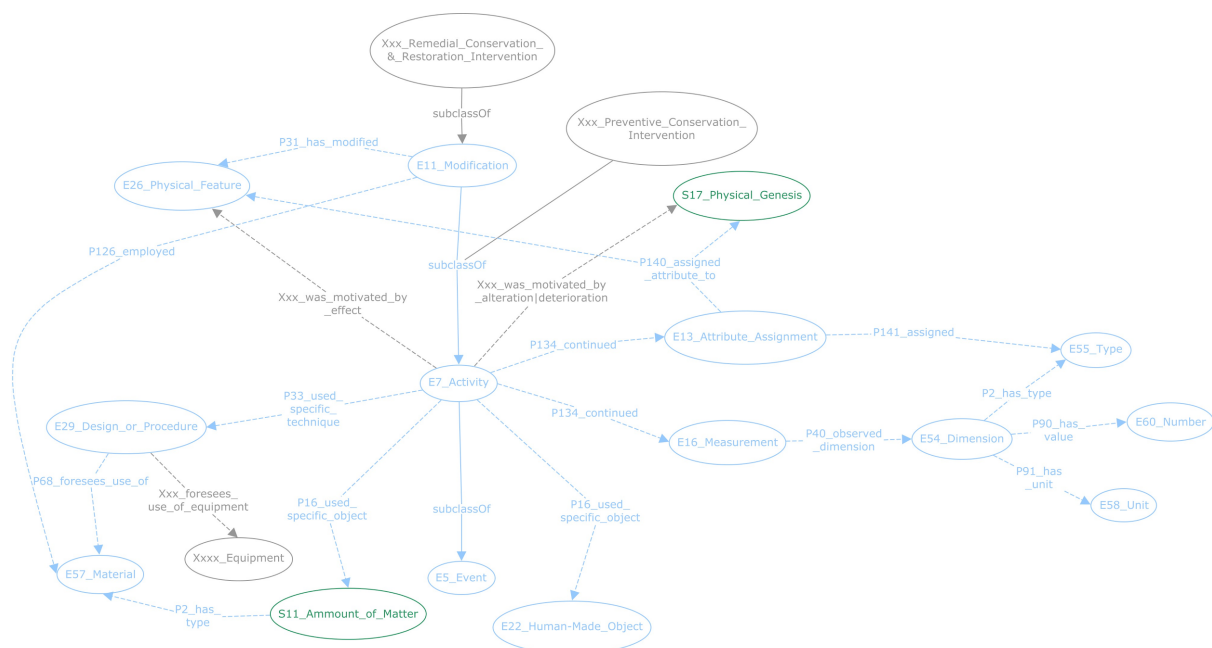 Xxx_Remedial_Conservation_
&_Restoration_Intervention
subclassOf
Xxx_Preventive_Conservation_
Intervention
P31_has_modified
E11_Modification
E26_Physical_Feature
S17_Physical_Genesis
P126_employed
subclassOf
P140_assigned
_attribute_to
Xxx_was_motivated_by
_effect
Xxx_was_motivated_by
_alteration|deterioration
P134_continued
E13_Attribute_Assignment
P141_assigned
E55_Type
E7_Activity
P2_has_type
P33_used_
specific_
technique
P134_continued
E29_Design_or_Procedure
E16_Measurement
P40_observed
_dimension
E54_Dimension
P90_has_
value
E60_Number
P68_foresees_use_of
Xxx_foresees_
use_of_equipment
P16_used_
specific_object
subclassOf
P16_used_
specific_object
P91_has
_unit
E58_Unit
Xxxx_Equipment
E57_Material
E5_Event
P2_has_
type
S11_Ammount_of_Matter
E22_Human-Made_Object